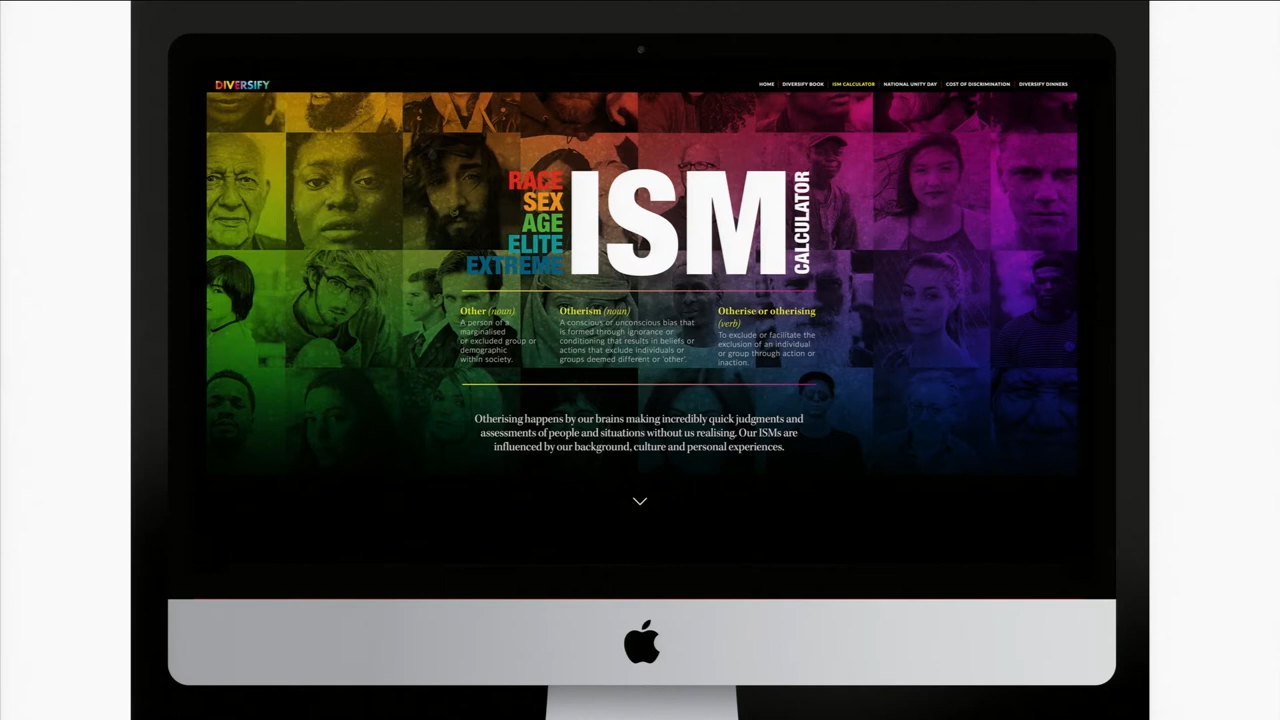 DIVERSIFY
HOME
DIVERSIFY BOOK
ISM CALCULATOR
NATIONAL UNITY DAY
COST OF DISCRIMINATION
DIVERSIFY DINNERS
RACE
SEX
AGE
ELITE
EXTREME
ISM
CALCULATOR
Other (noun)
A person of a
marginalised
or excluded group or
demographic
within society.
Otherism (noun)
A conscious or unconscious bias that
is formed through ignorance or
conditioning that results in beliefs or
actions that exclude individuals or
groups deemed different or 'other'.
Otherise or otherising
(verb)
To exclude or facilitate the
exclusion of an individual
or group through action or
inaction.
Otherising happens by our brains making incredibly quick judgments and
assessments of people and situations without us realising. Our ISMs are
influenced by our background, culture and personal experiences.